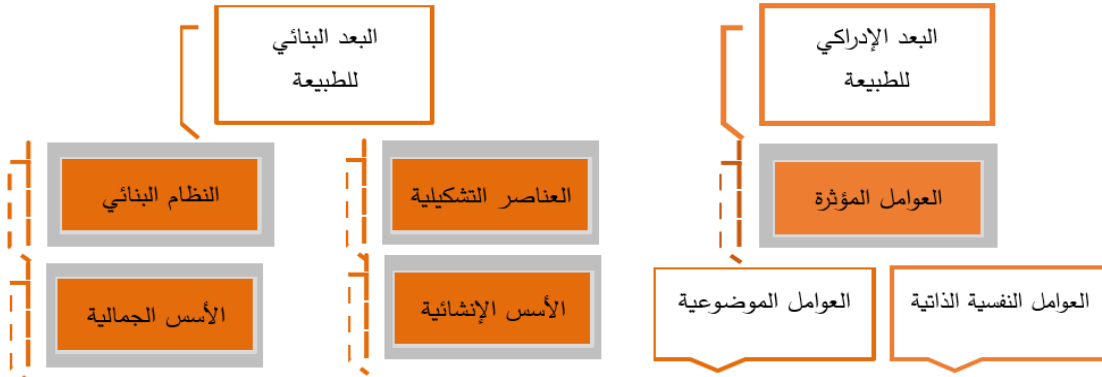 البعد الإدراكي
للطبيعة
العوامل المؤثرة
العوامل النفسية الذاتية
العوامل الموضوعية
البعد البنائي
للطبيعة
العناصر التشكيلية
النظام البنائي
الأسس الإنشائية
الأسس الجمالية